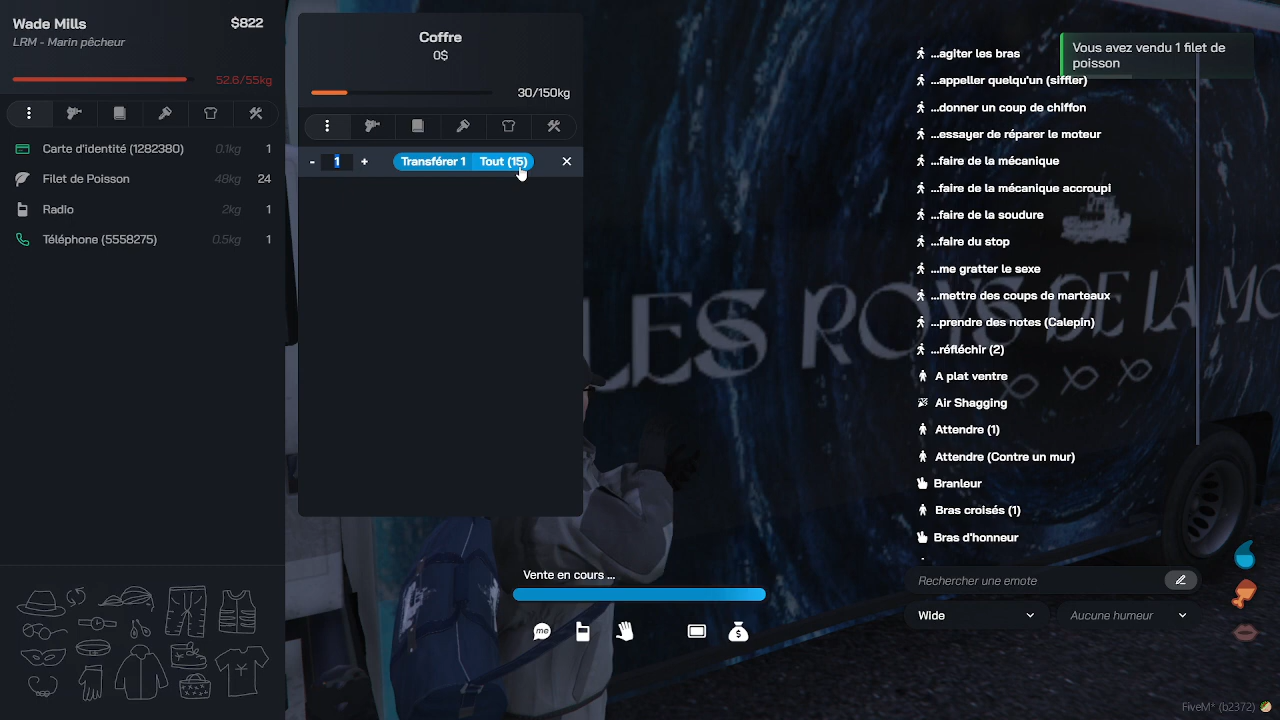 Wade Mills
$822
LRM - Marin pêcheur
52.6/55kg
Carte d'identité (1282380) 0.1kg 1
Filet de Poisson 48kg 24
Radio 2kg 1
Téléphone (5558275) 0.5kg 1
Coffre
0$
30/150kg
- 1 + Transférer 1 Tout (15)
Vous avez vendu 1 filet de
poisson
...agiter les bras
...appeller quelqu'un (siffler)
...donner un coup de chiffon
...essayer de réparer le moteur
...faire de la mécanique
...faire de la mécanique accroupi
...faire de la soudure
...faire du stop
...me gratter le sexe
...mettre des coups de marteaux
...prendre des notes (Calepin)
...réfléchir (2)
A plat ventre
Air Shagging
Attendre (1)
Attendre (Contre un mur)
Branleur
Bras croisés (1)
Bras d'honneur
Rechercher une emote
Wide
Aucune humeur
LES ROYS DE LA MO
Vente en cours ...
me
$
FiveM* (b2372)